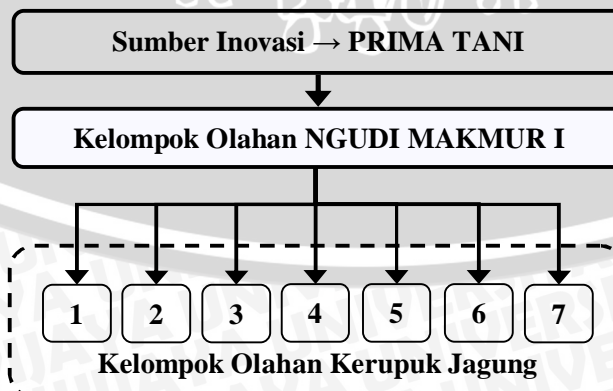 Sumber Inovasi → PRIMA TANI
Kelompok Olahan NGUDI MAKMUR I
1 2 3 4 5 6 7
Kelompok Olahan Kerupuk Jagung